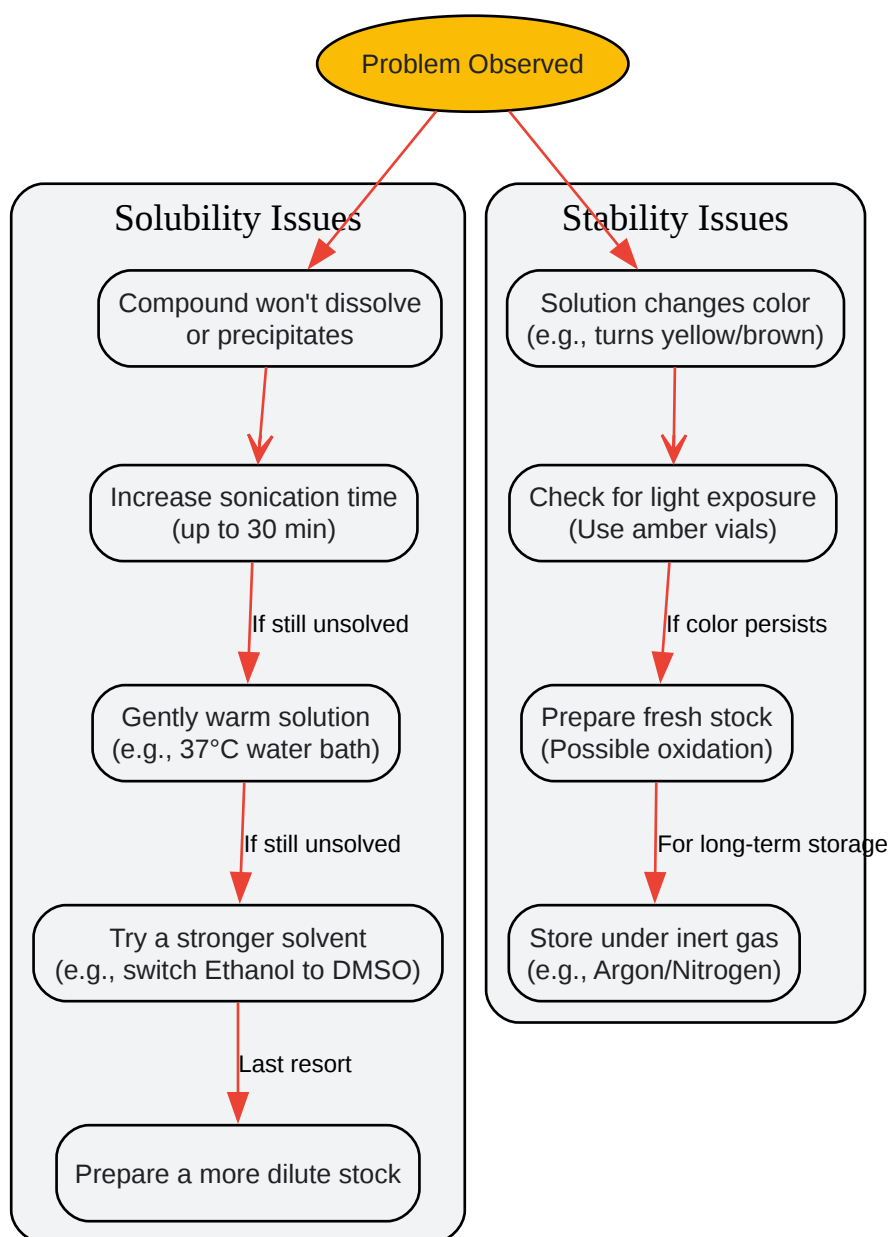 Problem Observed
Solubility Issues
Compound won't dissolve
or precipitates
Increase sonication time
(up to 30 min)
If still unsolved
Gently warm solution
(e.g., 37°C water bath)
If still unsolved
Try a stronger solvent
(e.g., switch Ethanol to DMSO)
Last resort
Prepare a more dilute stock
Stability Issues
Solution changes color
(e.g., turns yellow/brown)
Check for light exposure
(Use amber vials)
If color persists
Prepare fresh stock
(Possible oxidation)
For long-term storage
Store under inert gas
(e.g., Argon/Nitrogen)